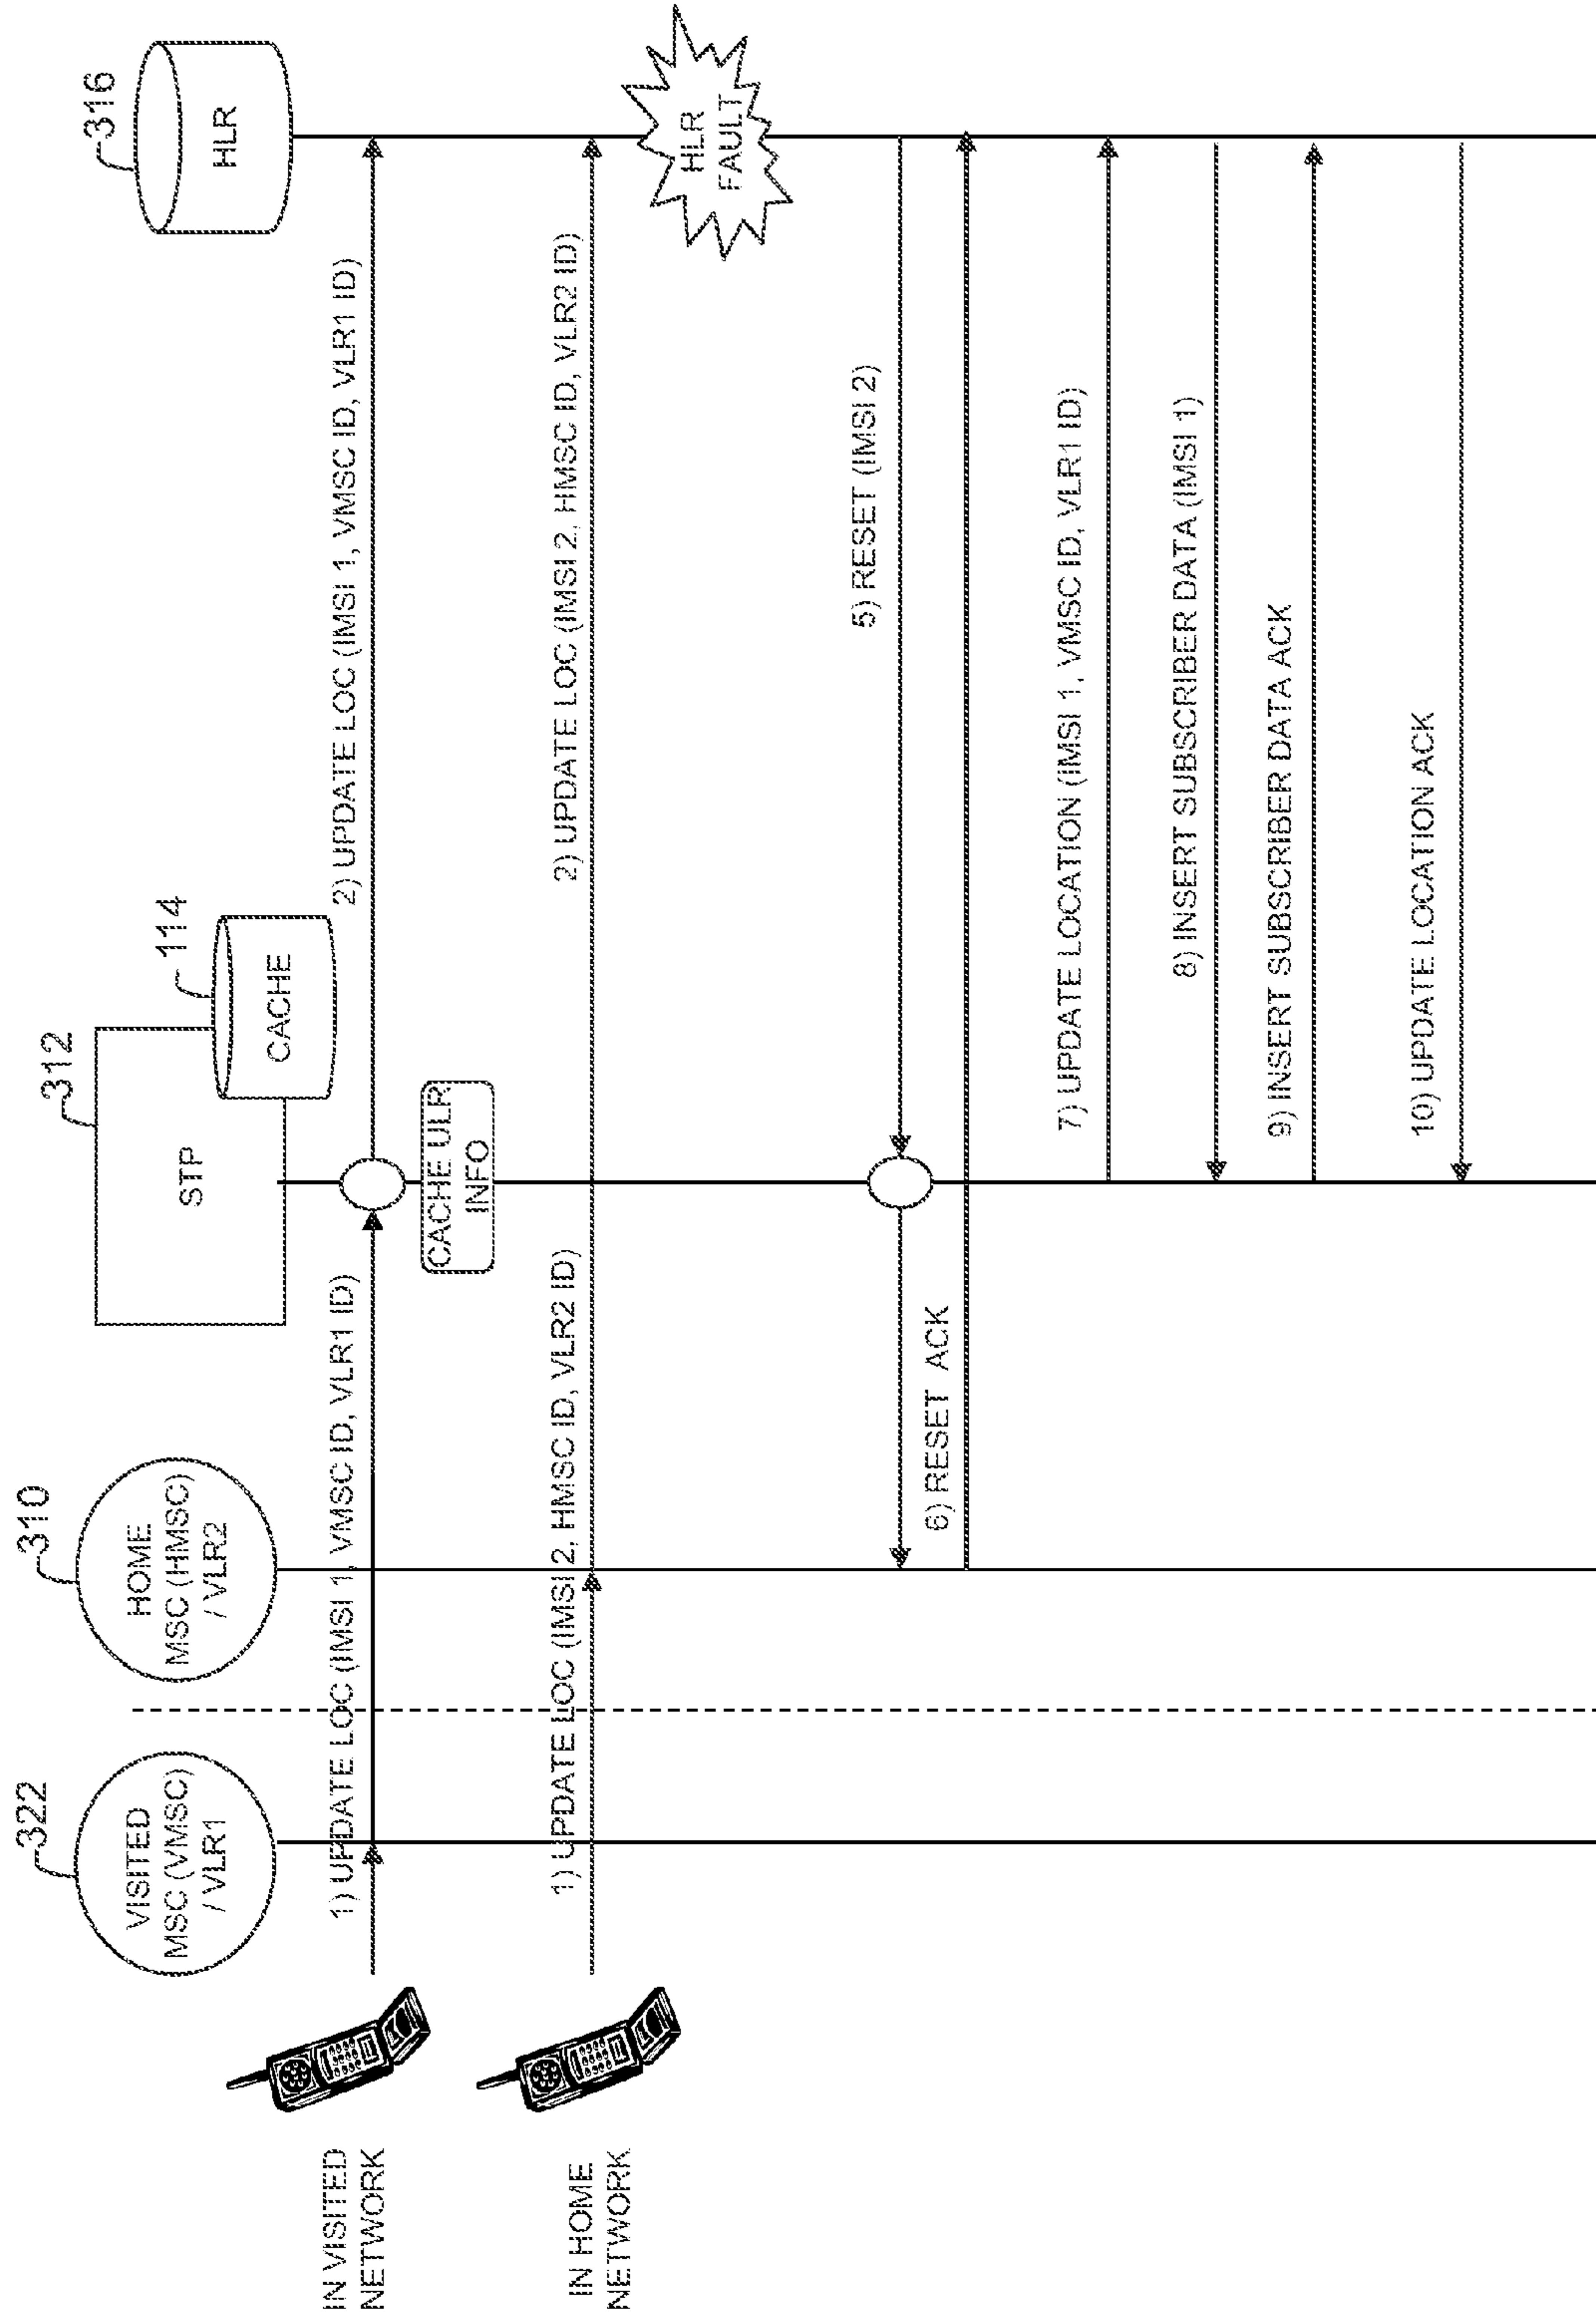 322
VISITED
MSC (VMSC)
/ VLR1
310
HOME
MSC (HMSC)
/ VLR2
312
STP
114
CACHE
316
HLR
IN VISITED
NETWORK
1) UPDATE LOC (IMSI 1, VMSC ID, VLR1 ID)
2) UPDATE LOC (IMSI 1, VMSC ID, VLR1 ID)
CACHE ULR
INFO
IN HOME
NETWORK
1) UPDATE LOC (IMSI 2, HMSC ID, VLR2 ID)
2) UPDATE LOC (IMSI 2, HMSC ID, VLR2 ID)
HLR
FAULT
5) RESET (IMSI 2)
6) RESET ACK
7) UPDATE LOCATION (IMSI 1, VMSC ID, VLR1 ID)
8) INSERT SUBSCRIBER DATA (IMSI 1)
9) INSERT SUBSCRIBER DATA ACK
10) UPDATE LOCATION ACK